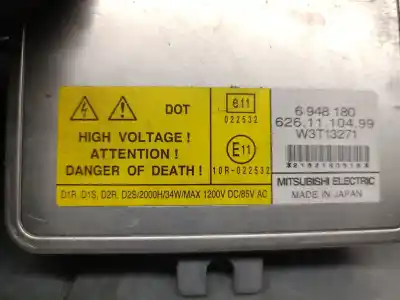 DOT
HIGH VOLTAGE !
ATTENTION !
DANGER OF DEATH !
e11
022532
E11
10R-022532
D1R, D1S, D2R, D2S/2000H/34W/MAX 1200V DC/85V AC
6 948 180
626.11.104.99
W3T13271
MITSUBISHI ELECTRIC
MADE IN JAPAN